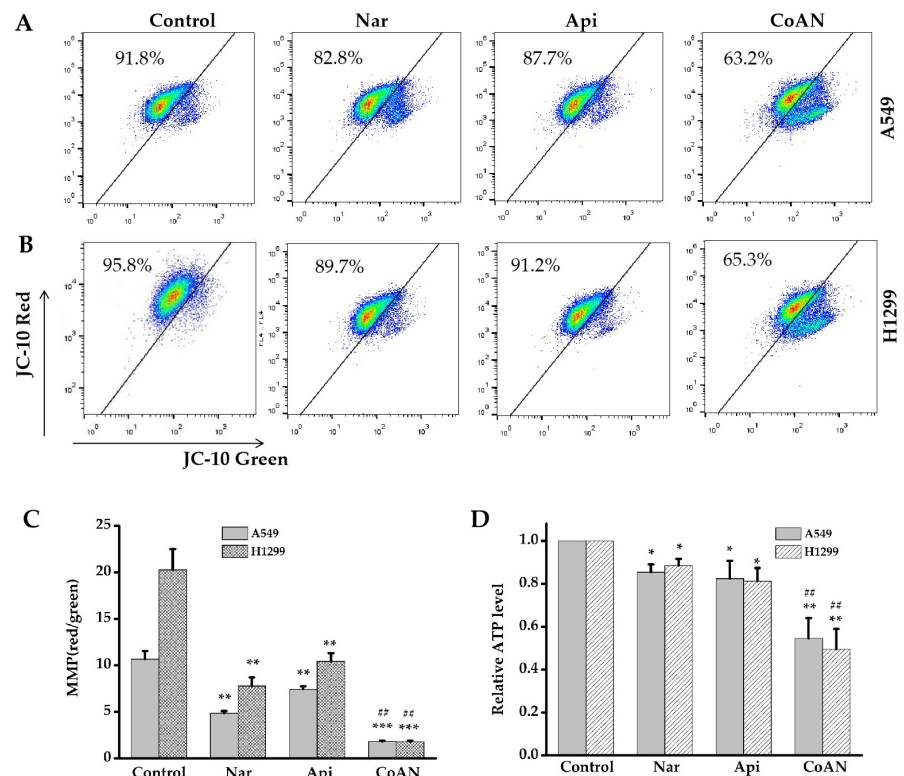 A Control Nar Api CoAN
91.8% 82.8% 87.7% 63.2%
A549
B
95.8% 89.7% 91.2% 65.3%
H1299
JC-10 Red
JC-10 Green
C
MMP(red/green)
25
20
15
10
5
0
A549
H1299
** ** ** ** ## *** ## ***
Control Nar Api CoAN
D
Relative ATP level
1.0
0.8
0.6
0.4
0.2
0.0
A549
H1299
* * * * ## ** ## **
Control Nar Api CoAN